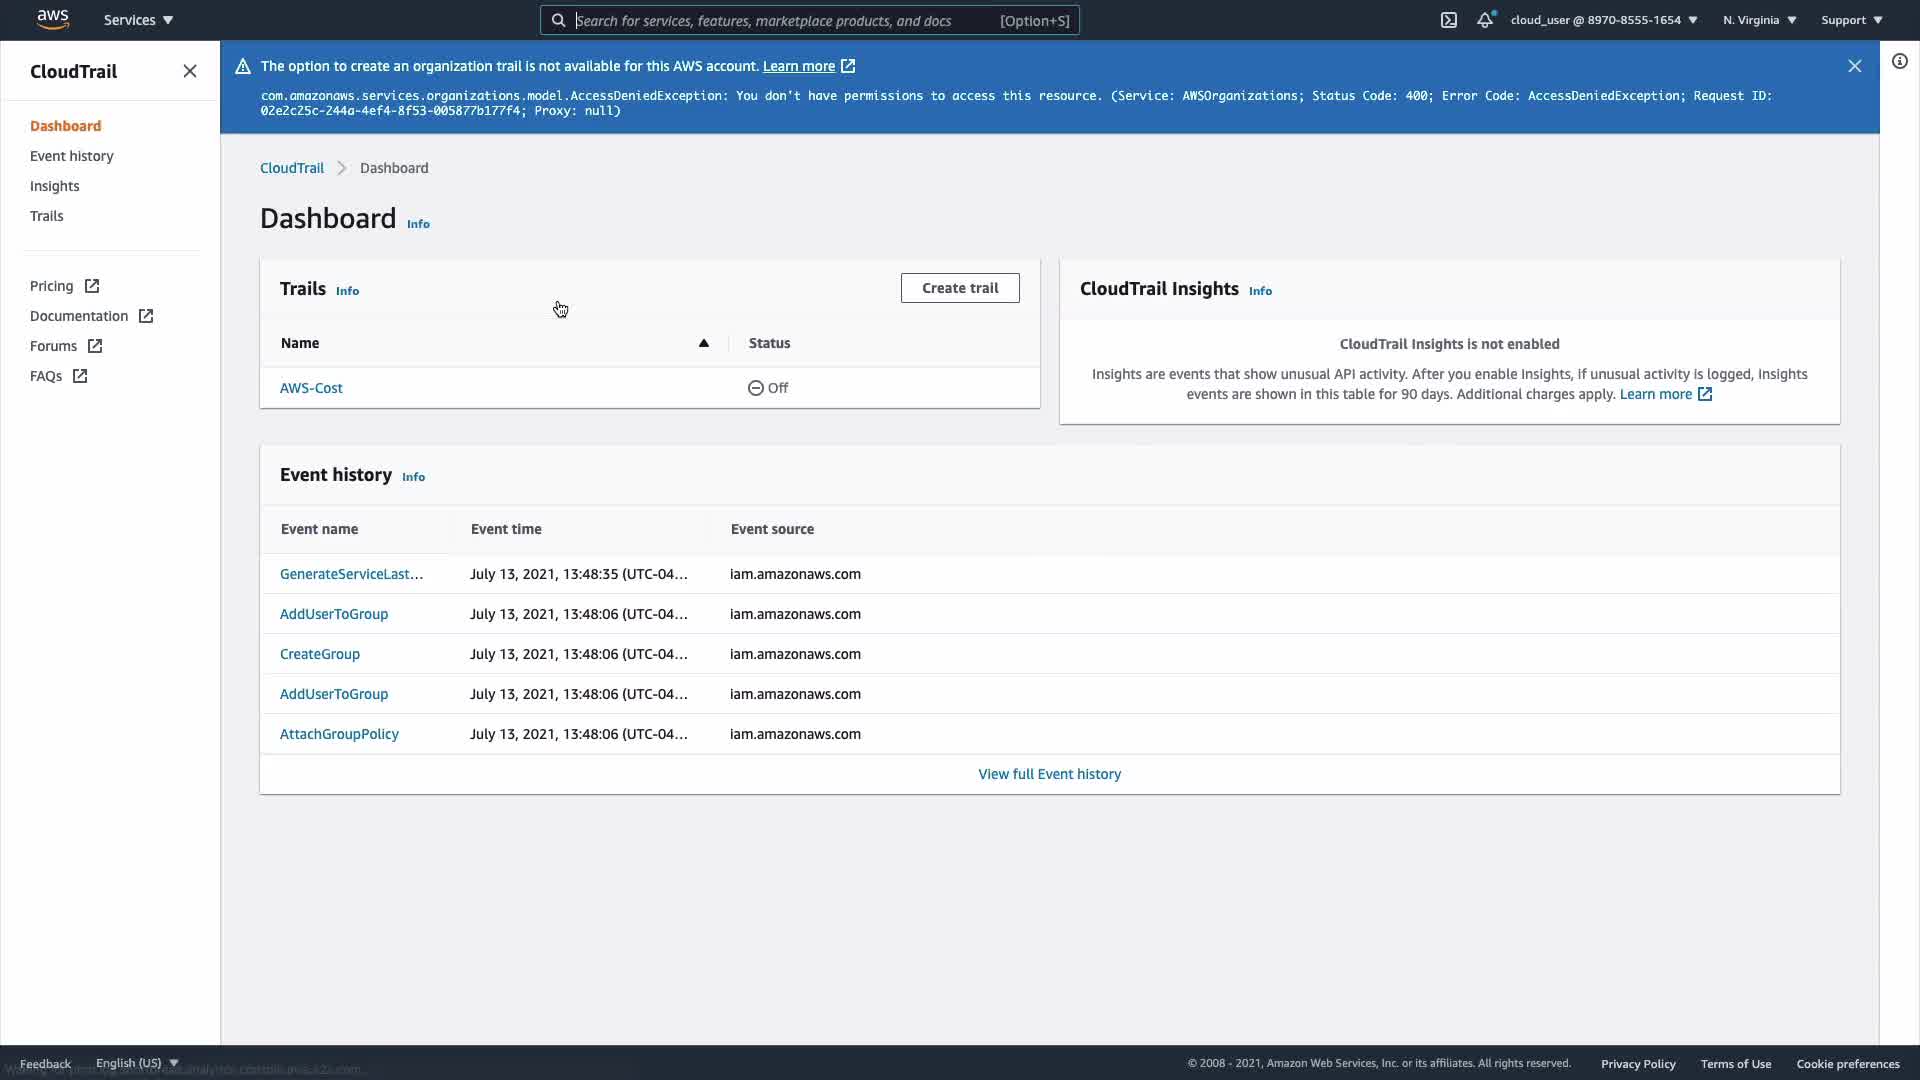 aws
Services
Search for services, features, marketplace products, and docs
[Option+S]
cloud_user @ 8970-8555-1654
N. Virginia
Support
CloudTrail
Dashboard
Event history
Insights
Trails
Pricing
Documentation
Forums
FAQs
The option to create an organization trail is not available for this AWS account. Learn more
com.amazonaws.services.organizations.model.AccessDeniedException: You don't have permissions to access this resource. (Service: AWSOrganizations; Status Code: 400; Error Code: AccessDeniedException; Request ID:
02e2c25c-244a-4ef4-8f53-005877b177f4; Proxy: null)
CloudTrail
Dashboard
Dashboard Info
Trails Info
Create trail
Name
Status
AWS-Cost
Off
CloudTrail Insights Info
CloudTrail Insights is not enabled
Insights are events that show unusual API activity. After you enable Insights, if unusual activity is logged, Insights
events are shown in this table for 90 days. Additional charges apply. Learn more
Event history Info
Event name Event time Event source
GenerateServiceLast... July 13, 2021, 13:48:35 (UTC-04... iam.amazonaws.com
AddUserToGroup July 13, 2021, 13:48:06 (UTC-04... iam.amazonaws.com
CreateGroup July 13, 2021, 13:48:06 (UTC-04... iam.amazonaws.com
AddUserToGroup July 13, 2021, 13:48:06 (UTC-04... iam.amazonaws.com
AttachGroupPolicy July 13, 2021, 13:48:06 (UTC-04... iam.amazonaws.com
View full Event history
Feedback
English (US)
© 2008 - 2021, Amazon Web Services, Inc. or its affiliates. All rights reserved.
Privacy Policy
Terms of Use
Cookie preferences